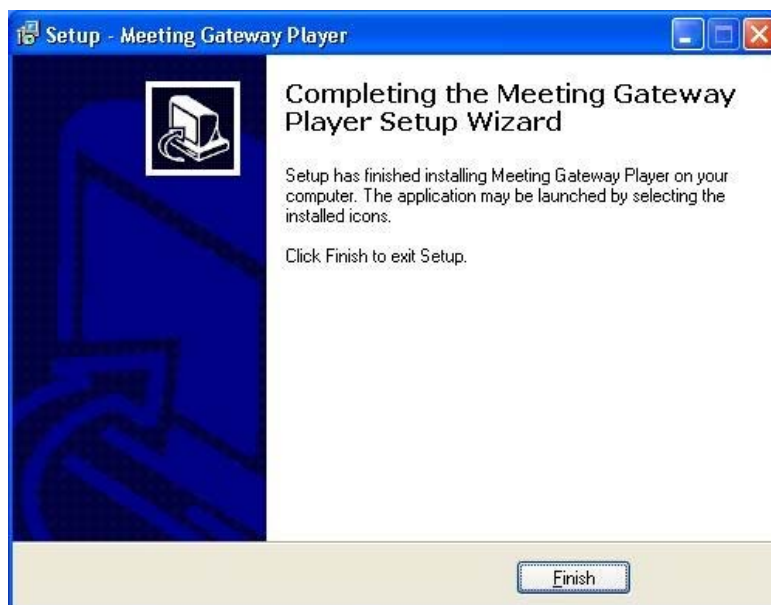 Setup - Meeting Gateway Player
Completing the Meeting Gateway
Player Setup Wizard
Setup has finished installing Meeting Gateway Player on your
computer. The application may be launched by selecting the
installed icons.
Click Finish to exit Setup.
Finish